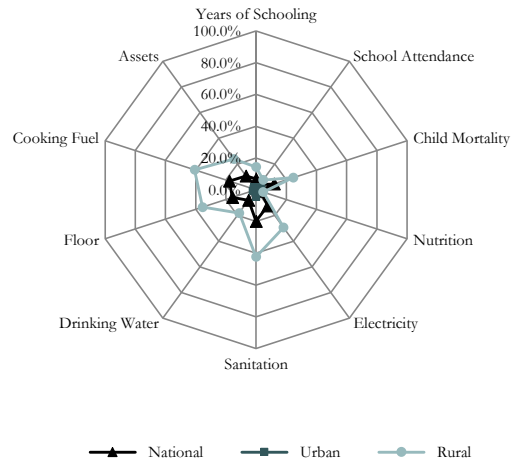 Years of Schooling
100.0%
Assets
School Attendance
80.0%
60.0%
40.0%
Cooking Fuel
Child Mortality
20.0%
0.0%
Floor
Nutrition
Drinking Water
Electricity
Sanitation
National
Urban
Rural